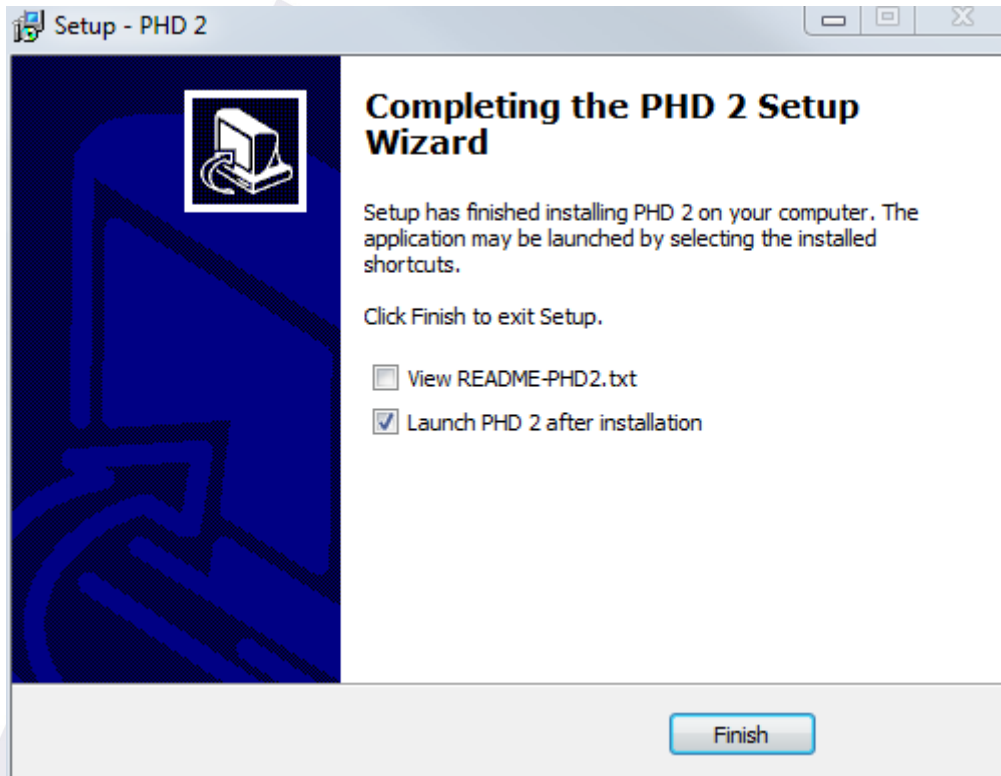 Setup - PHD 2
Completing the PHD 2 Setup
Wizard
Setup has finished installing PHD 2 on your computer. The
application may be launched by selecting the installed
shortcuts.
Click Finish to exit Setup.
View README-PHD2.txt
Launch PHD 2 after installation
Finish